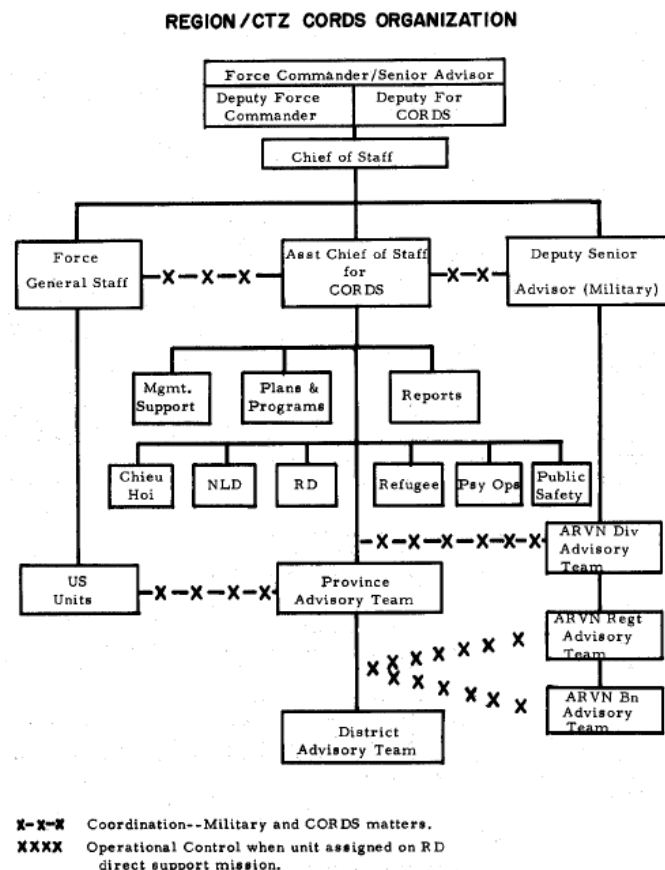 REGION/CTZ CORDS ORGANIZATION
Force Commander/Senior Advisor
Deputy Force
Commander
Deputy For
CORDS
Chief of Staff
Force
General Staff
Asst Chief of Staff
for
CORDS
Deputy Senior
Advisor (Military)
X-X-X
X-X
Mgmt.
Support
Plans &
Programs
Reports
Chieu
Hoi
NLD
RD
Refugee
Psy Ops
Public
Safety
-X-X-X-X-X-X-
ARVN Div
Advisory
Team
US
Units
-X-X-X-X-
Province
Advisory Team
ARVN Regt
Advisory
Team
X X X X X X X
X X X X X X
ARVN Bn
Advisory
Team
District
Advisory Team
X-X-X Coordination--Military and CORDS matters.
XXXX Operational Control when unit assigned on RD
direct support mission.